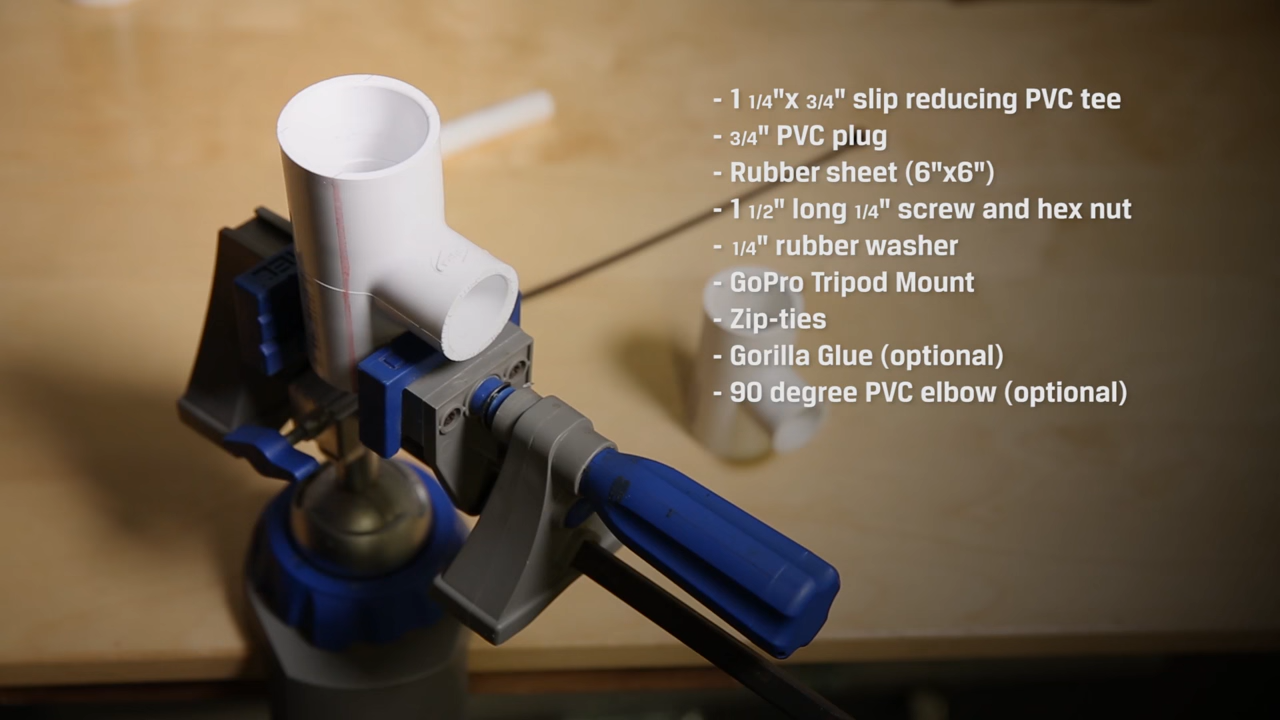 - 1 1/4"x 3/4" slip reducing PVC tee
- 3/4" PVC plug
- Rubber sheet (6"x6")
- 1 1/2" long 1/4" screw and hex nut
- 1/4" rubber washer
- GoPro Tripod Mount
- Zip-ties
- Gorilla Glue (optional)
- 90 degree PVC elbow (optional)